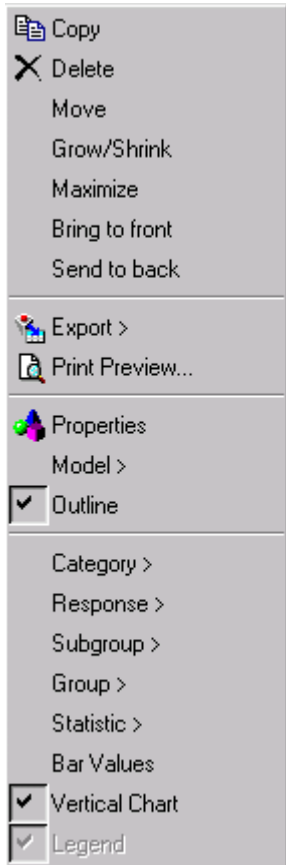 Copy
Delete
Move
Grow/Shrink
Maximize
Bring to front
Send to back
Export >
Print Preview...
Properties
Model >
Outline
Category >
Response >
Subgroup >
Group >
Statistic >
Bar Values
Vertical Chart
Legend